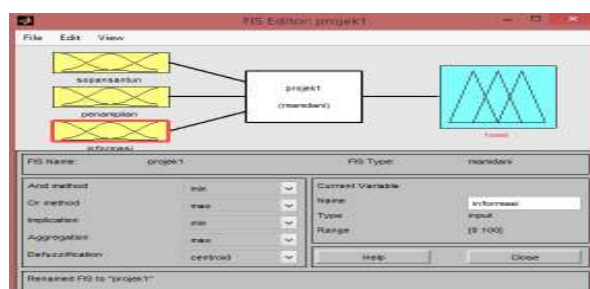 FIS Editor: projek1
File Edit View
sopansantun
penampilan
informasi
projek1
(mamdani)
hasil
FIS Name: projek1 FIS Type: mamdani
And method min
Or method max
Implication min
Aggregation max
Defuzzification centroid
Current Variable
Name informasi
Type input
Range [0 100]
Help Close
Renamed FIS to "projek1"